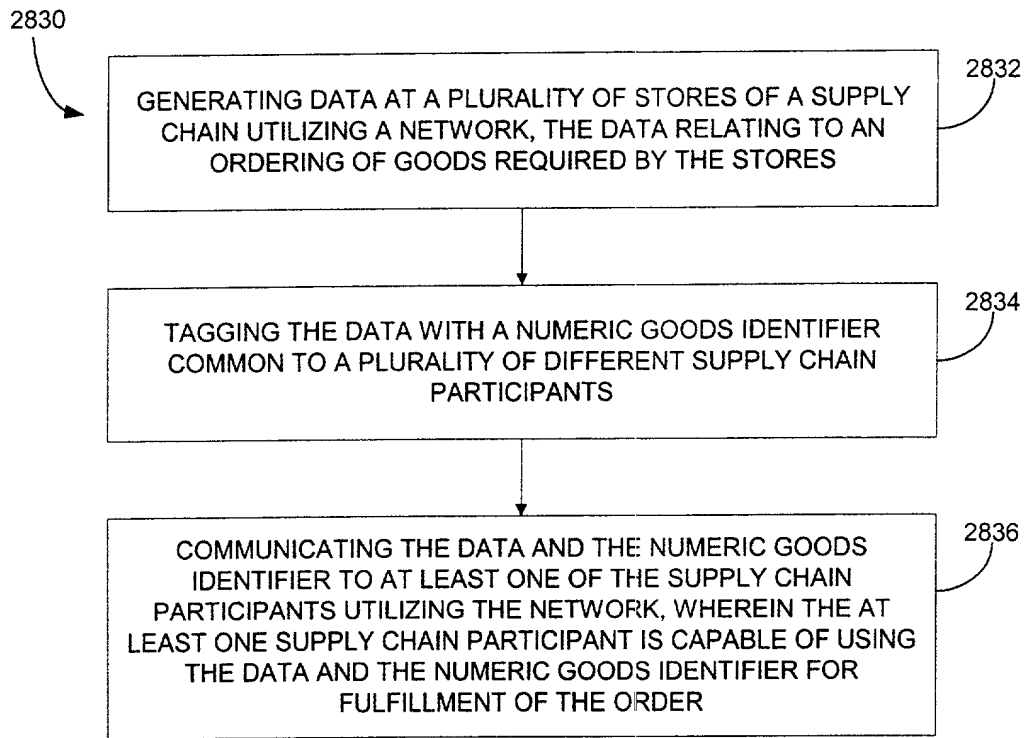 2830
2832
GENERATING DATA AT A PLURALITY OF STORES OF A SUPPLY
CHAIN UTILIZING A NETWORK, THE DATA RELATING TO AN
ORDERING OF GOODS REQUIRED BY THE STORES
2834
TAGGING THE DATA WITH A NUMERIC GOODS IDENTIFIER
COMMON TO A PLURALITY OF DIFFERENT SUPPLY CHAIN
PARTICIPANTS
2836
COMMUNICATING THE DATA AND THE NUMERIC GOODS
IDENTIFIER TO AT LEAST ONE OF THE SUPPLY CHAIN
PARTICIPANTS UTILIZING THE NETWORK, WHEREIN THE AT
LEAST ONE SUPPLY CHAIN PARTICIPANT IS CAPABLE OF USING
THE DATA AND THE NUMERIC GOODS IDENTIFIER FOR
FULFILLMENT OF THE ORDER